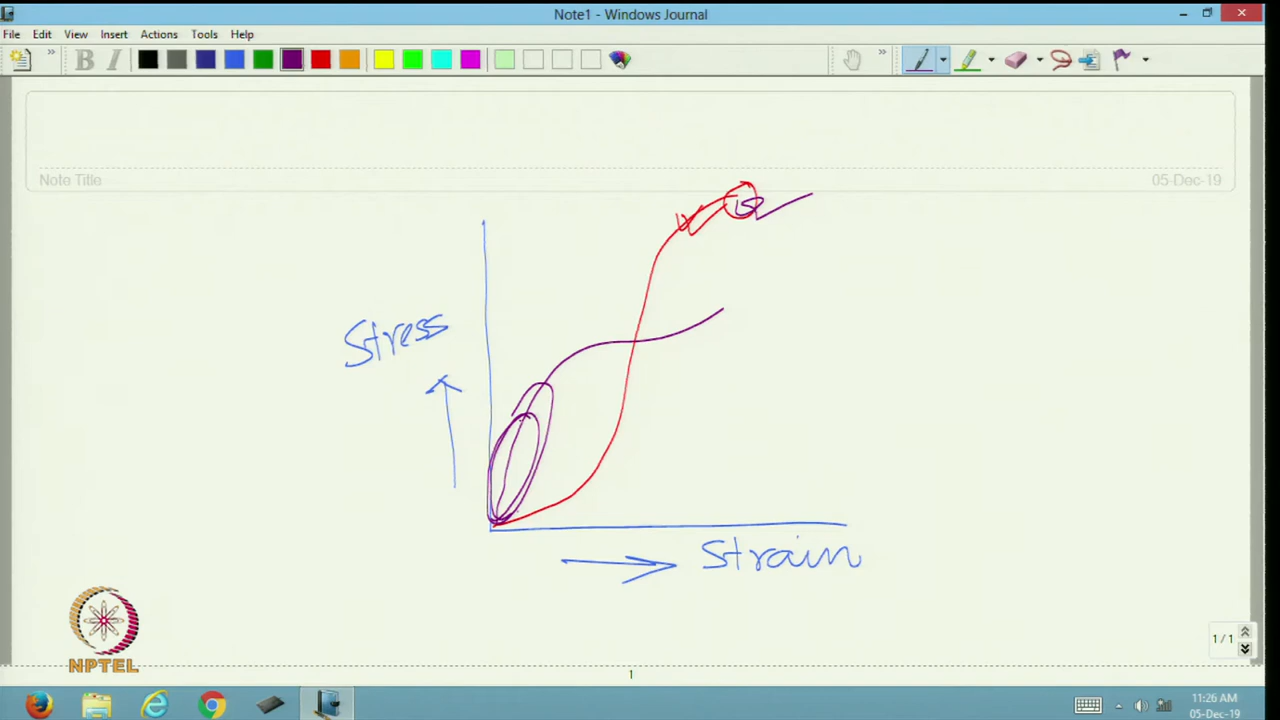 Note1 - Windows Journal
File Edit View Insert Actions Tools Help
Note Title
05-Dec-19
Stress
Strain
NPTEL
1 / 1
1
11:26 AM
05-Dec-19